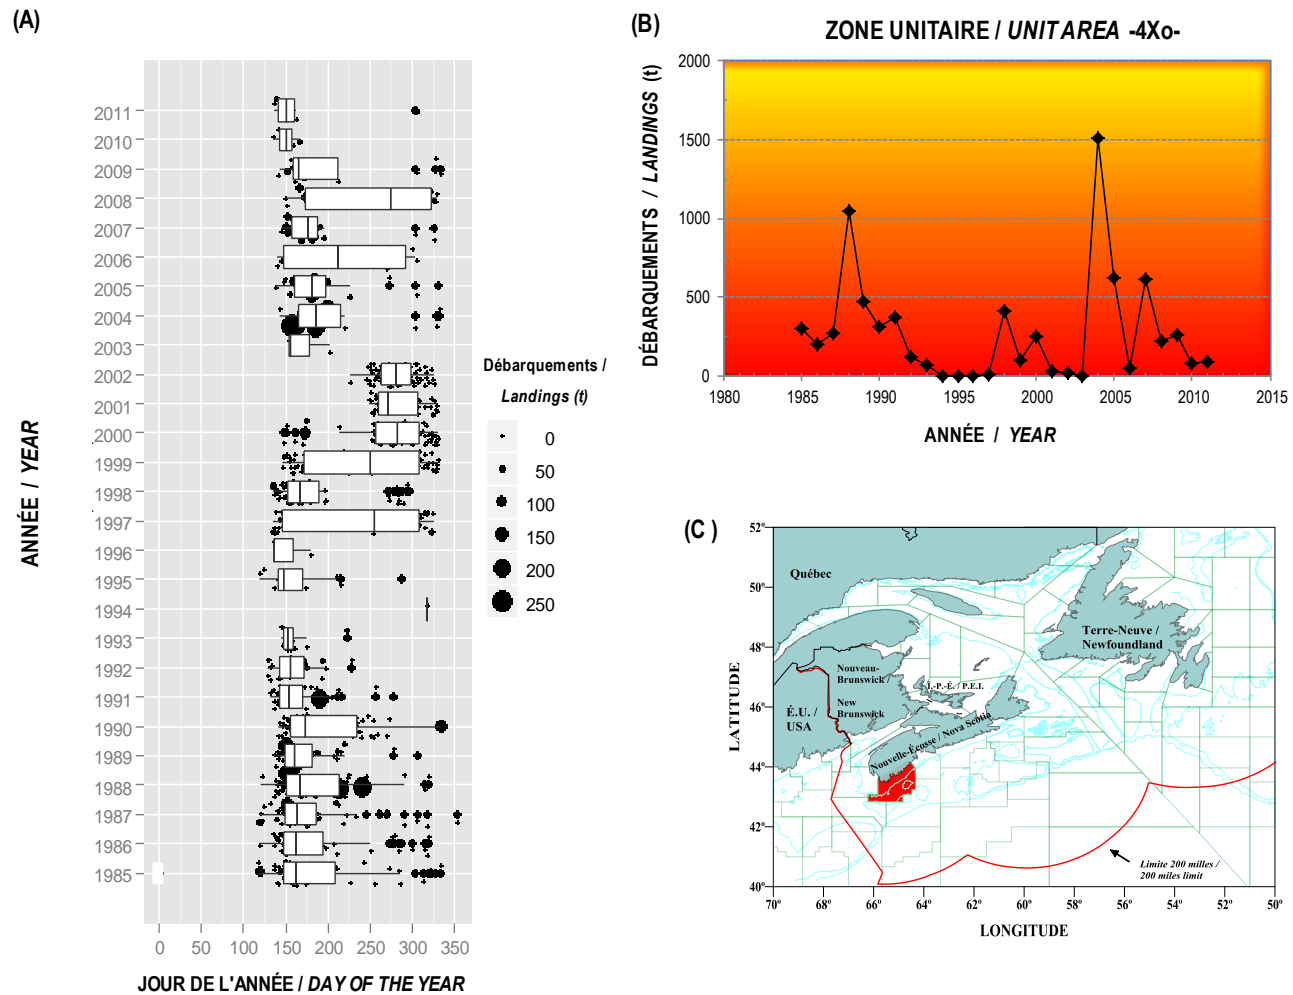 (A)
2011
2010
2009
2008
2007
2006
2005
2004
2003
2002
2001
2000
1999
1998
1997
1996
1995
1994
1993
1992
1991
1990
1989
1988
1987
1986
1985
0 50 100 150 200 250 300 350
ANNÉE / YEAR
JOUR DE L'ANNÉE / DAY OF THE YEAR
Débarquements /
Landings (t)
0
50
100
150
200
250
(B)
ZONE UNITAIRE / UNIT AREA -4Xo-
DÉBARQUEMENTS / LANDINGS (t)
2000
1500
1000
500
0
1980 1985 1990 1995 2000 2005 2010 2015
ANNÉE / YEAR
(C)
52°
50°
48°
46°
44°
42°
40°
LATITUDE
Québec
Terre-Neuve /
Newfoundland
Nouveau-
Brunswick /
New
Brunswick
Î.-P.-É. / P.E.I.
É.U. /
USA
Nouvelle-Écosse / Nova Scotia
Limite 200 milles /
200 miles limit
70° 68° 66° 64° 62° 60° 58° 56° 54° 52° 50°
LONGITUDE